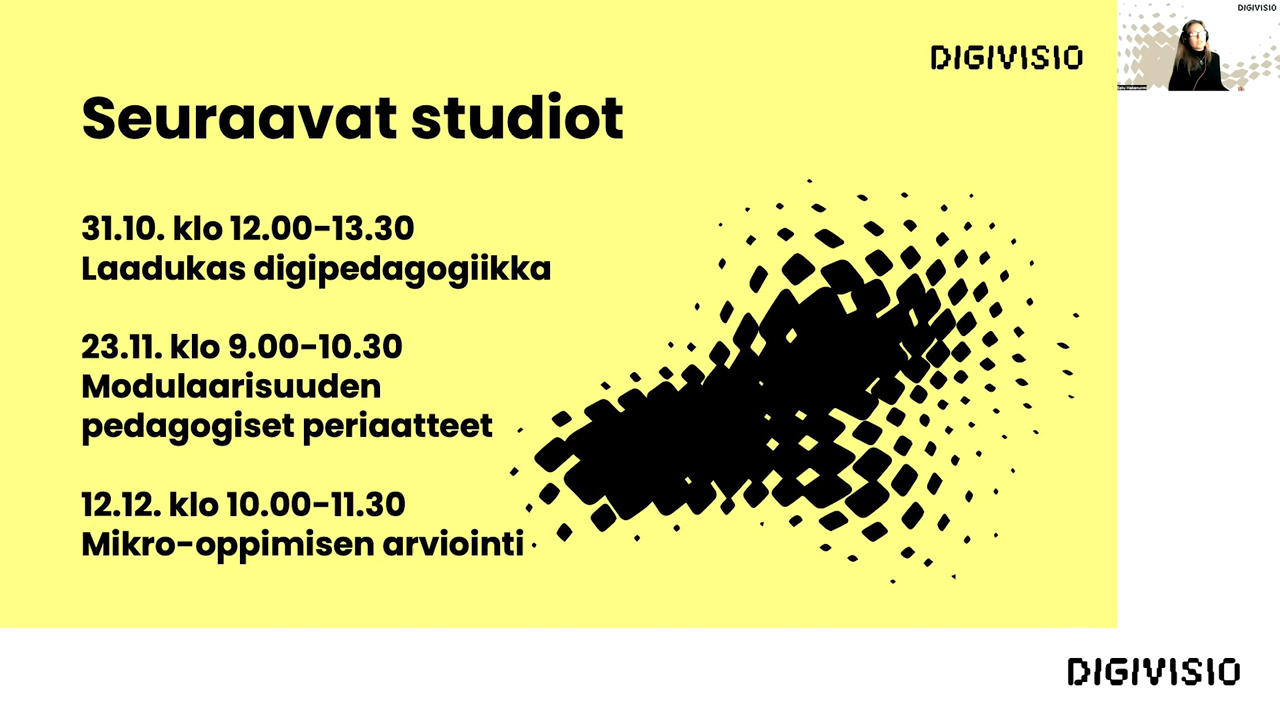 DIGIVISIO
DIGIVISIO
Seuraavat studiot
31.10. klo 12.00-13.30
Laadukas digipedagogiikka
23.11. klo 9.00-10.30
Modulaarisuuden
pedagogiset periaatteet
12.12. klo 10.00-11.30
Mikro-oppimisen arviointi
DIGIVISIO